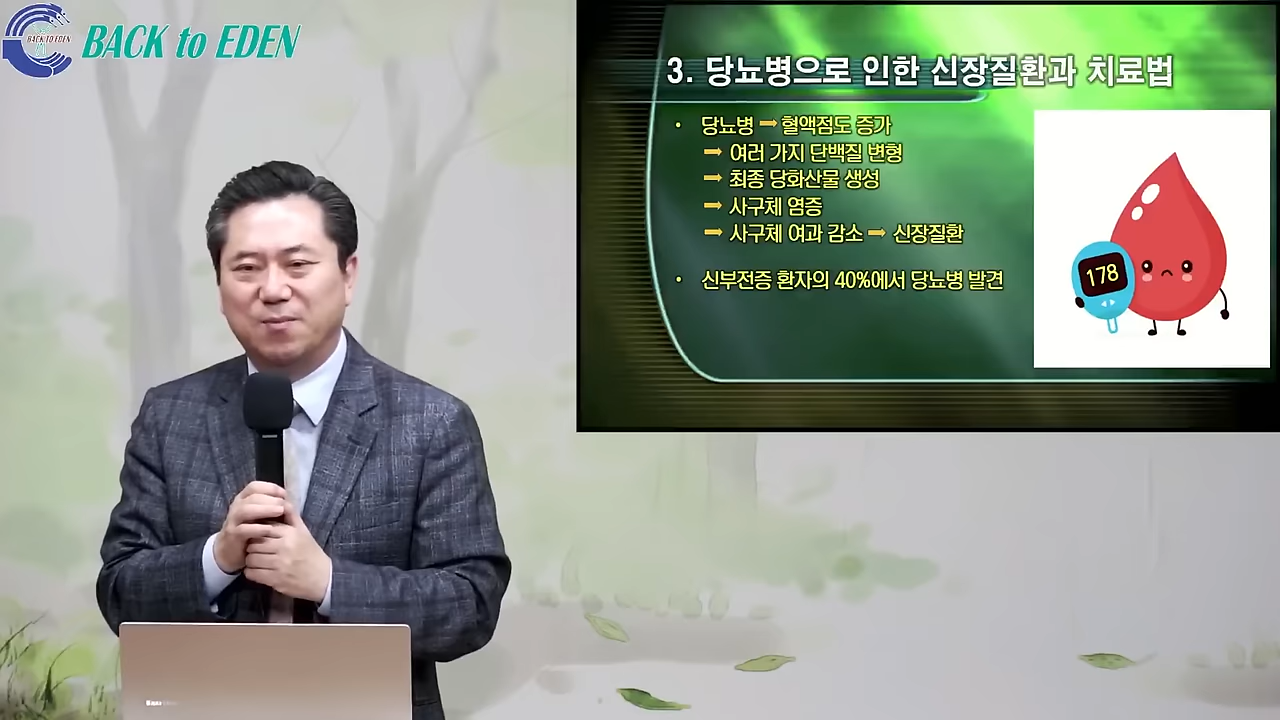 BACK TO EDEN
BACK to EDEN
3. 당뇨병으로 인한 신장질환과 치료법
• 당뇨병 ➡ 혈액점도 증가
➡ 여러 가지 단백질 변형
➡ 최종 당화산물 생성
➡ 사구체 염증
➡ 사구체 여과 감소 ➡ 신장질환
• 신부전증 환자의 40%에서 당뇨병 발견
178